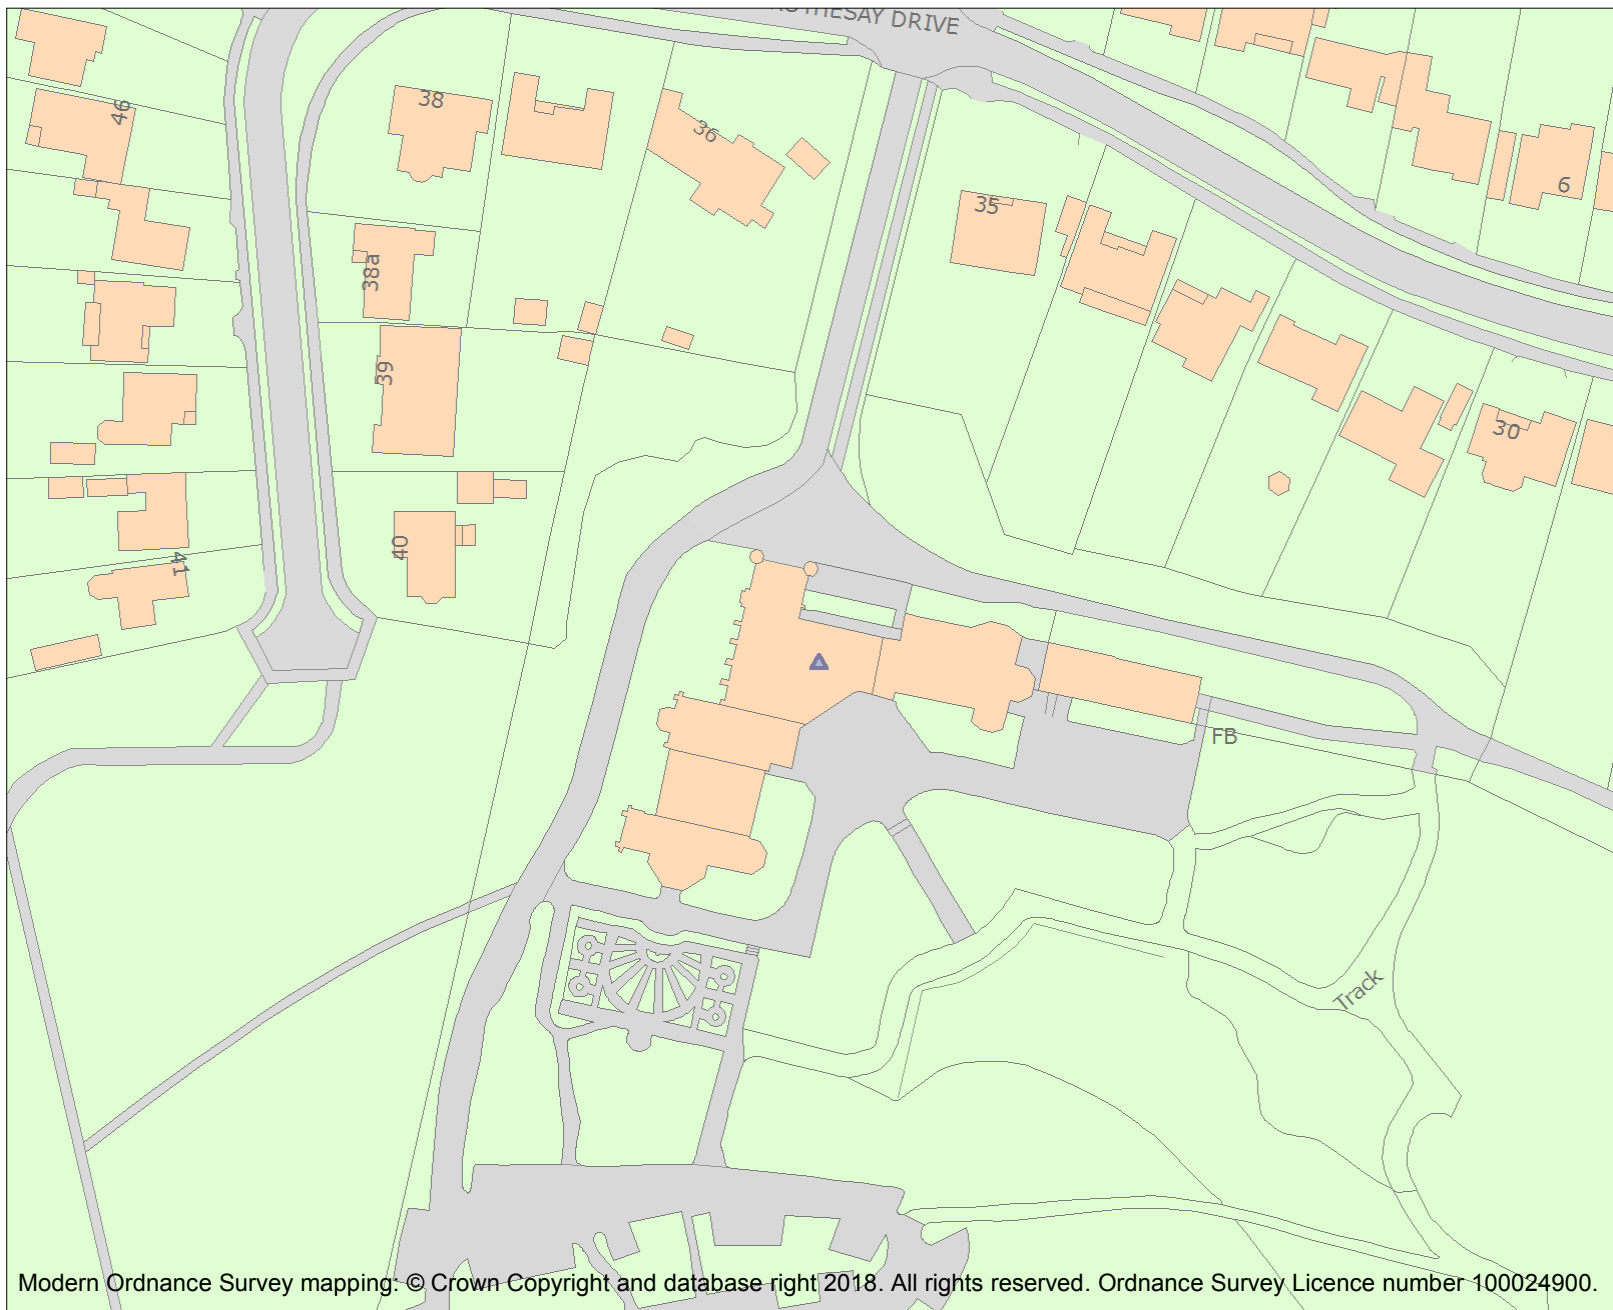 DRIVE
46
38
36
35
6
38a
39
30
40
41
FB
Track
Modern Ordnance Survey mapping: © Crown Copyright and database right 2018. All rights reserved. Ordnance Survey Licence number 100024900.